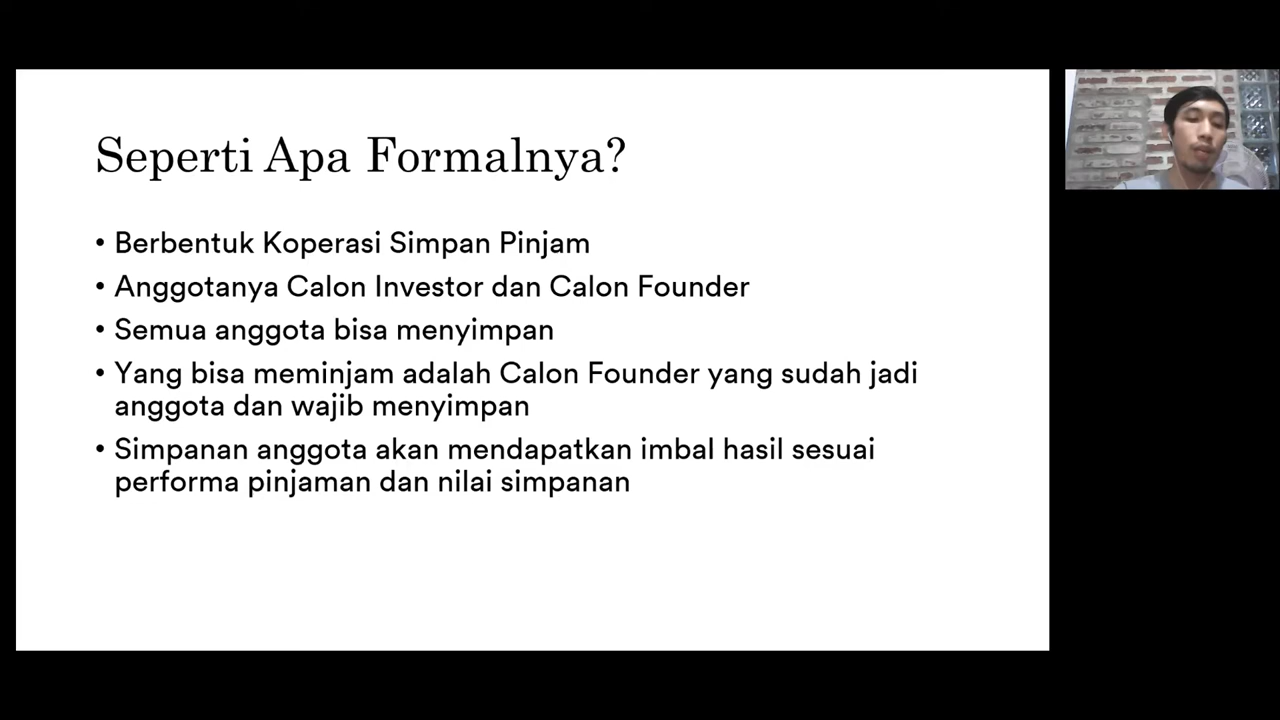 Seperti Apa Formalnya?
• Berbentuk Koperasi Simpan Pinjam
• Anggotanya Calon Investor dan Calon Founder
• Semua anggota bisa menyimpan
• Yang bisa meminjam adalah Calon Founder yang sudah jadi
anggota dan wajib menyimpan
• Simpanan anggota akan mendapatkan imbal hasil sesuai
performa pinjaman dan nilai simpanan